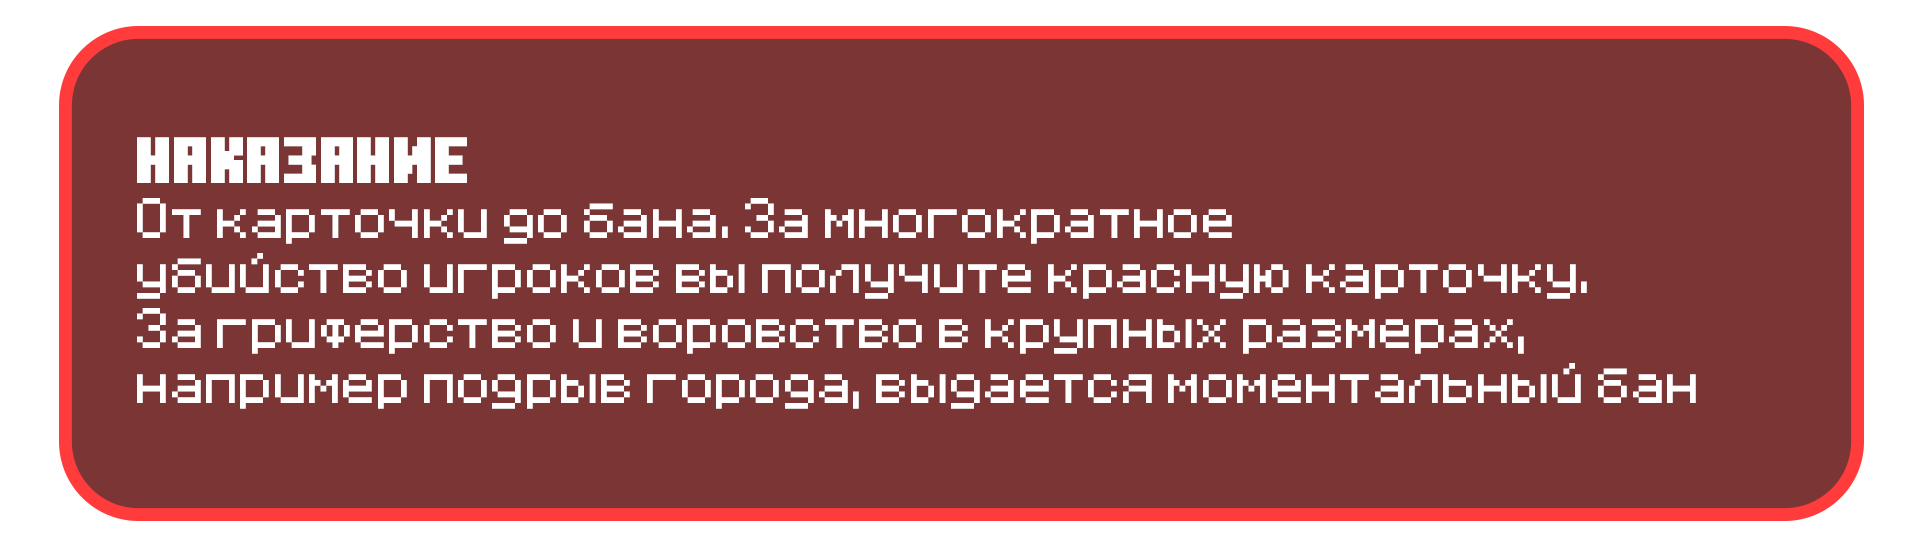 НАКАЗАНИЕ
От карточки до бана. За многократное
убийство игроков вы получите красную карточку.
За гриферство и воровство в крупных размерах,
например подрыв города, выдается моментальный бан